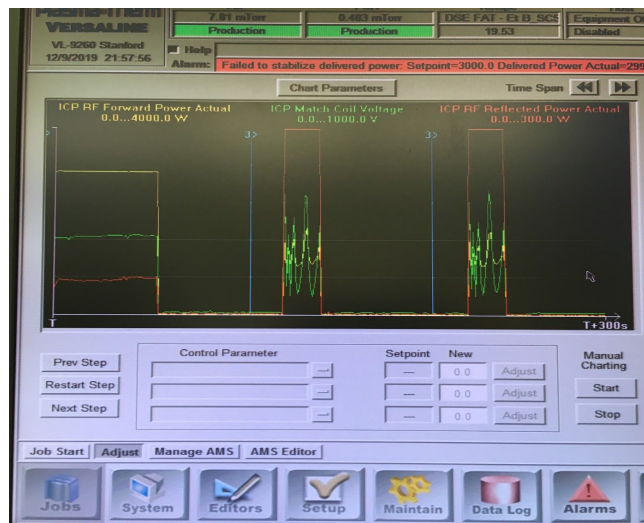 Plasma-Therm
VERSALINE
VL-9260 Stanford
12/9/2019 21:57:56
7.01 mTorr
Production
0.483 mTorr
Production
DSE FAT - Et B_SCS
19.53
Equipment O
Disabled
Help
Alarm: Failed to stabilize delivered power: Setpoint=3000.0 Delivered Power Actual=299
Chart Parameters
Time Span
ICP RF Forward Power Actual
0.0...4000.0 W
ICP Match Coil Voltage
0.0...1000.0 V
ICP RF Reflected Power Actual
0.0...300.0 W
3>
3>
T
T+300s
Prev Step
Restart Step
Next Step
Control Parameter
Setpoint
New
---
0.0
Adjust
---
0.0
Adjust
---
0.0
Adjust
Manual
Charting
Start
Stop
Job Start
Adjust
Manage AMS
AMS Editor
Jobs
System
Editors
Setup
Maintain
Data Log
Alarms